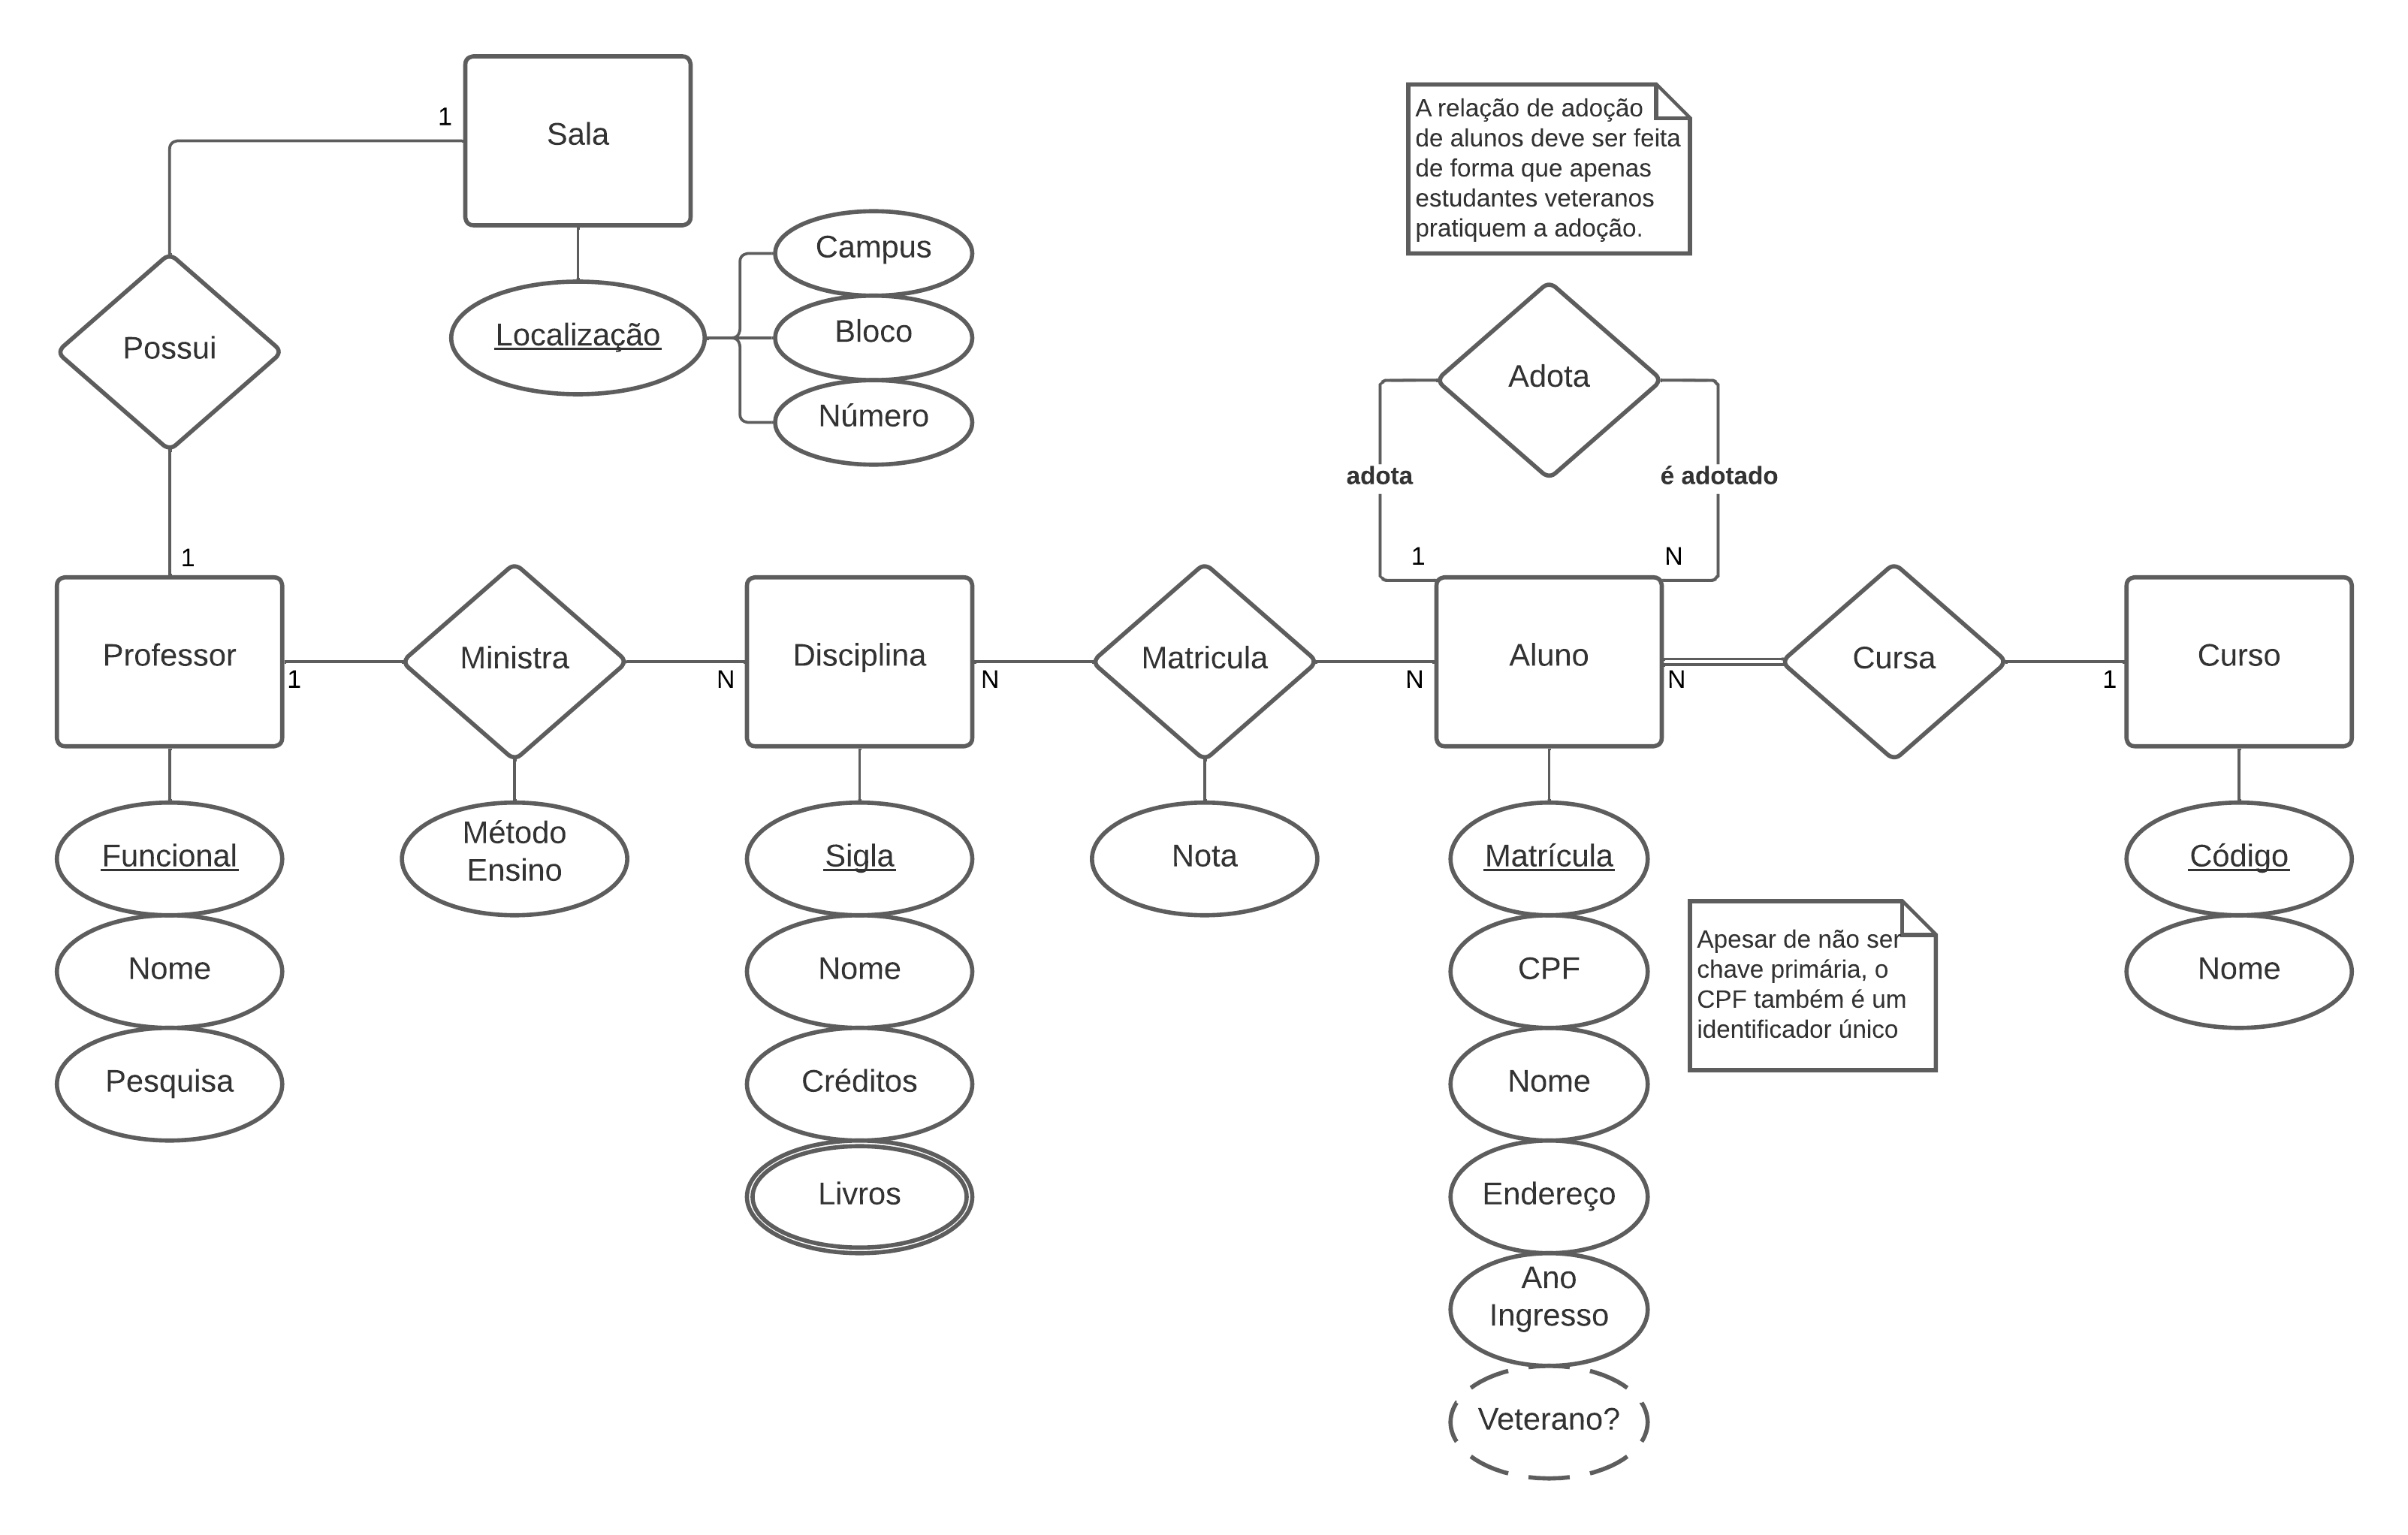 1
Sala
A relação de adoção
de alunos deve ser feita
de forma que apenas
estudantes veteranos
pratiquem a adoção.
Campus
Localização
Bloco
Número
Possui
Adota
adota
é adotado
1
1
N
Professor
1
Ministra
N
Disciplina
N
Matricula
N
Aluno
N
Cursa
1
Curso
Funcional
Nome
Pesquisa
Método
Ensino
Sigla
Nome
Créditos
Livros
Nota
Matrícula
CPF
Nome
Endereço
Ano
Ingresso
Veterano?
Apesar de não ser
chave primária, o
CPF também é um
identificador único
Código
Nome